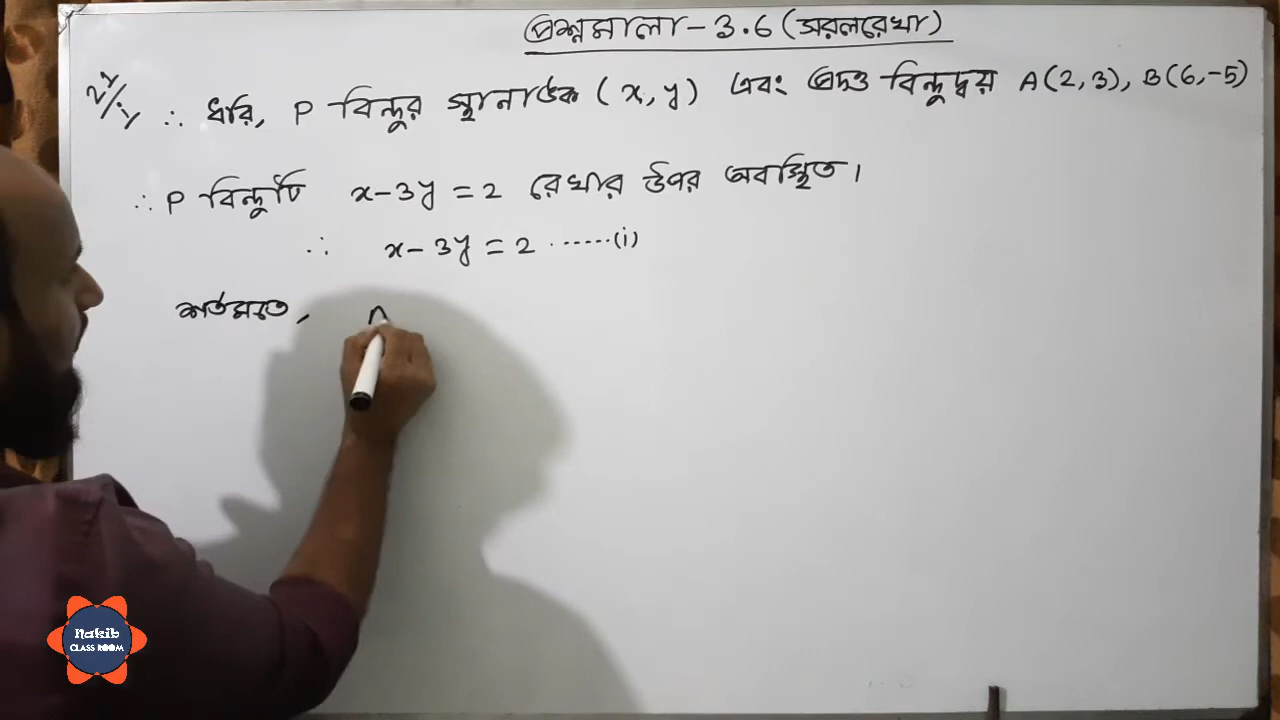 প্রশ্নমালা - 3.6 (সরলরেখা)
∴ ধরি, P বিন্দুর স্থানাঙ্ক (x, y) এবং প্রদত্ত বিন্দুদ্বয় A(2, 3), B(6, -5)
∴ P বিন্দুটি x - 3y = 2 রেখার উপর অবস্থিত।
∴ x - 3y = 2 ......(i)
শর্তমতে,
Nakib
CLASS ROOM